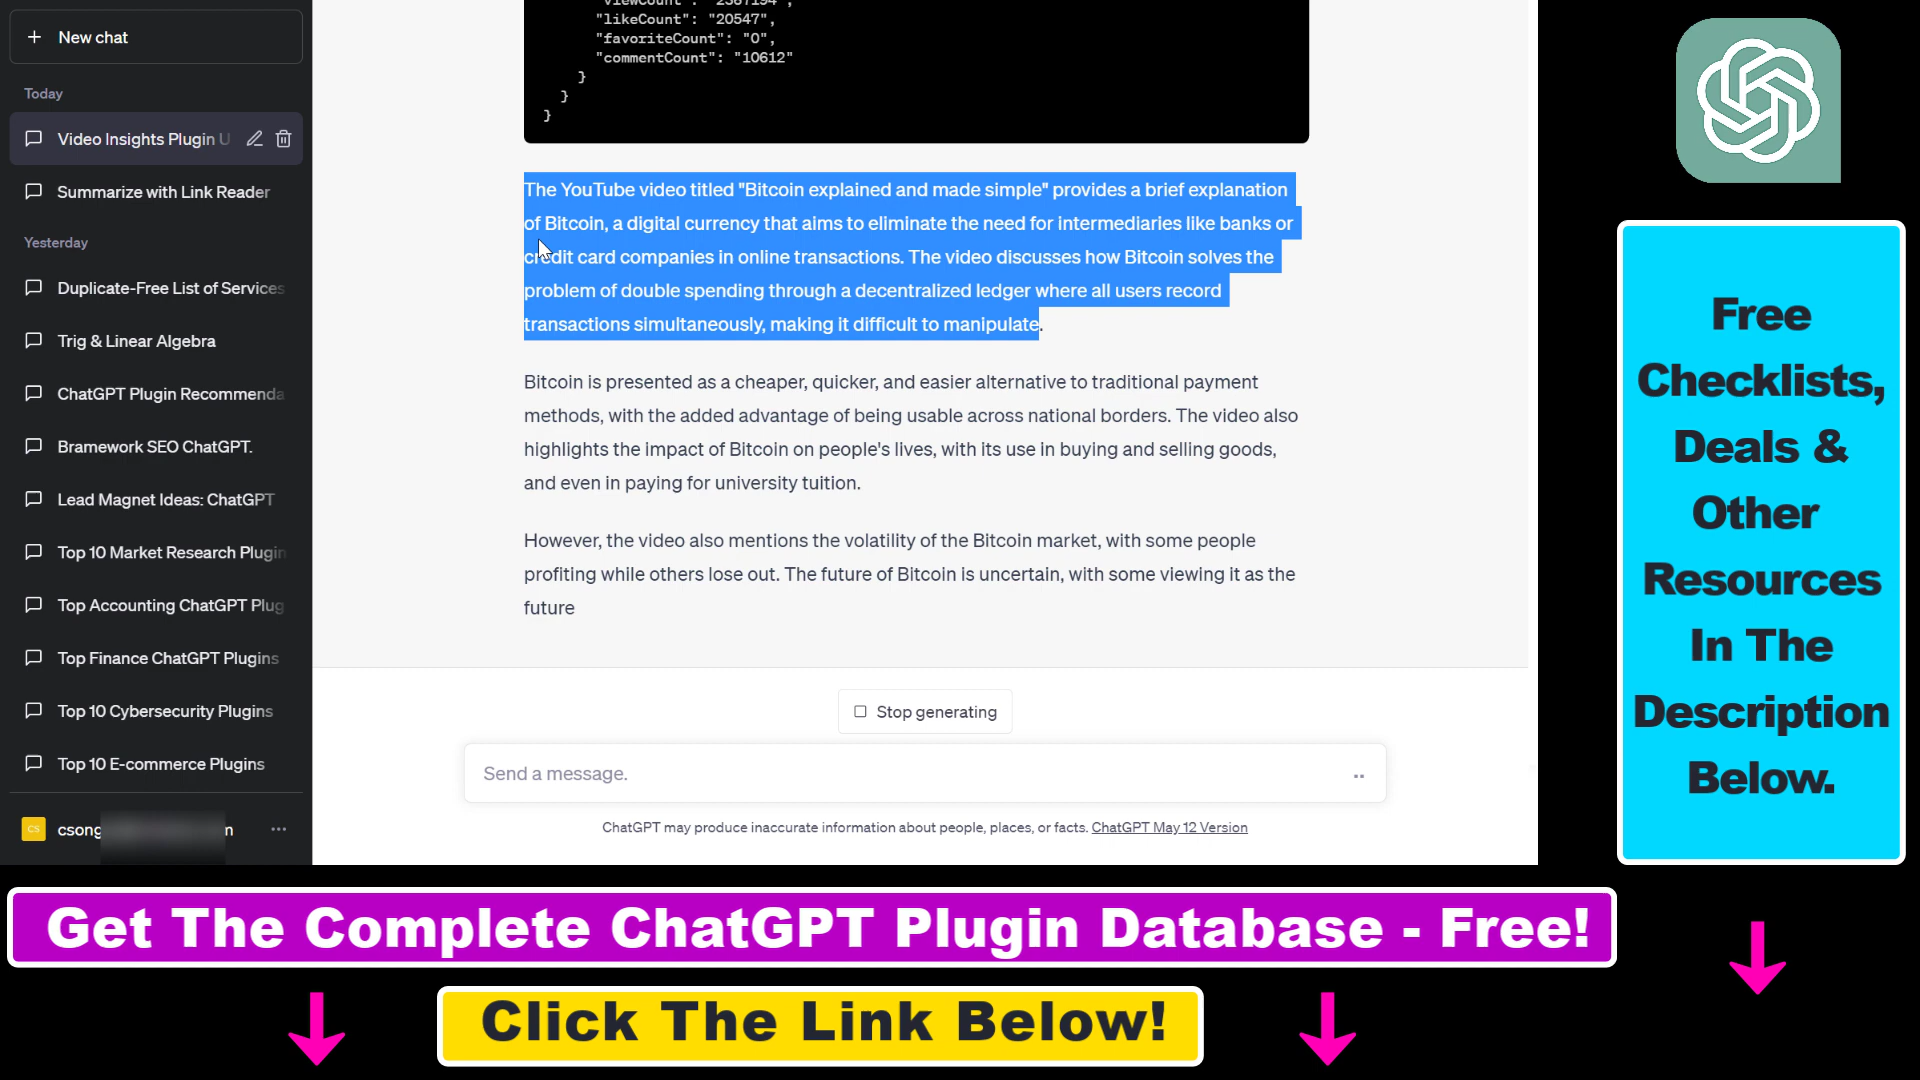 New chat
Today
Video Insights Plugin U
Summarize with Link Reader
Yesterday
Duplicate-Free List of Services
Trig & Linear Algebra
ChatGPT Plugin Recommenda
Bramework SEO ChatGPT.
Lead Magnet Ideas: ChatGPT
Top 10 Market Research Plugin
Top Accounting ChatGPT Plug
Top Finance ChatGPT Plugins
Top 10 Cybersecurity Plugins
Top 10 E-commerce Plugins
CS
"viewCount": "2367194",
"likeCount": "20547",
"favoriteCount": "0",
"commentCount": "10612"
}
}
}
The YouTube video titled "Bitcoin explained and made simple" provides a brief explanation
of Bitcoin, a digital currency that aims to eliminate the need for intermediaries like banks or
credit card companies in online transactions. The video discusses how Bitcoin solves the
problem of double spending through a decentralized ledger where all users record
transactions simultaneously, making it difficult to manipulate.
Bitcoin is presented as a cheaper, quicker, and easier alternative to traditional payment
methods, with the added advantage of being usable across national borders. The video also
highlights the impact of Bitcoin on people's lives, with its use in buying and selling goods,
and even in paying for university tuition.
However, the video also mentions the volatility of the Bitcoin market, with some people
profiting while others lose out. The future of Bitcoin is uncertain, with some viewing it as the
future
Stop generating
Send a message.
ChatGPT may produce inaccurate information about people, places, or facts. ChatGPT May 12 Version
Free
Checklists,
Deals &
Other
Resources
In The
Description
Below.
Get The Complete ChatGPT Plugin Database - Free!
Click The Link Below!